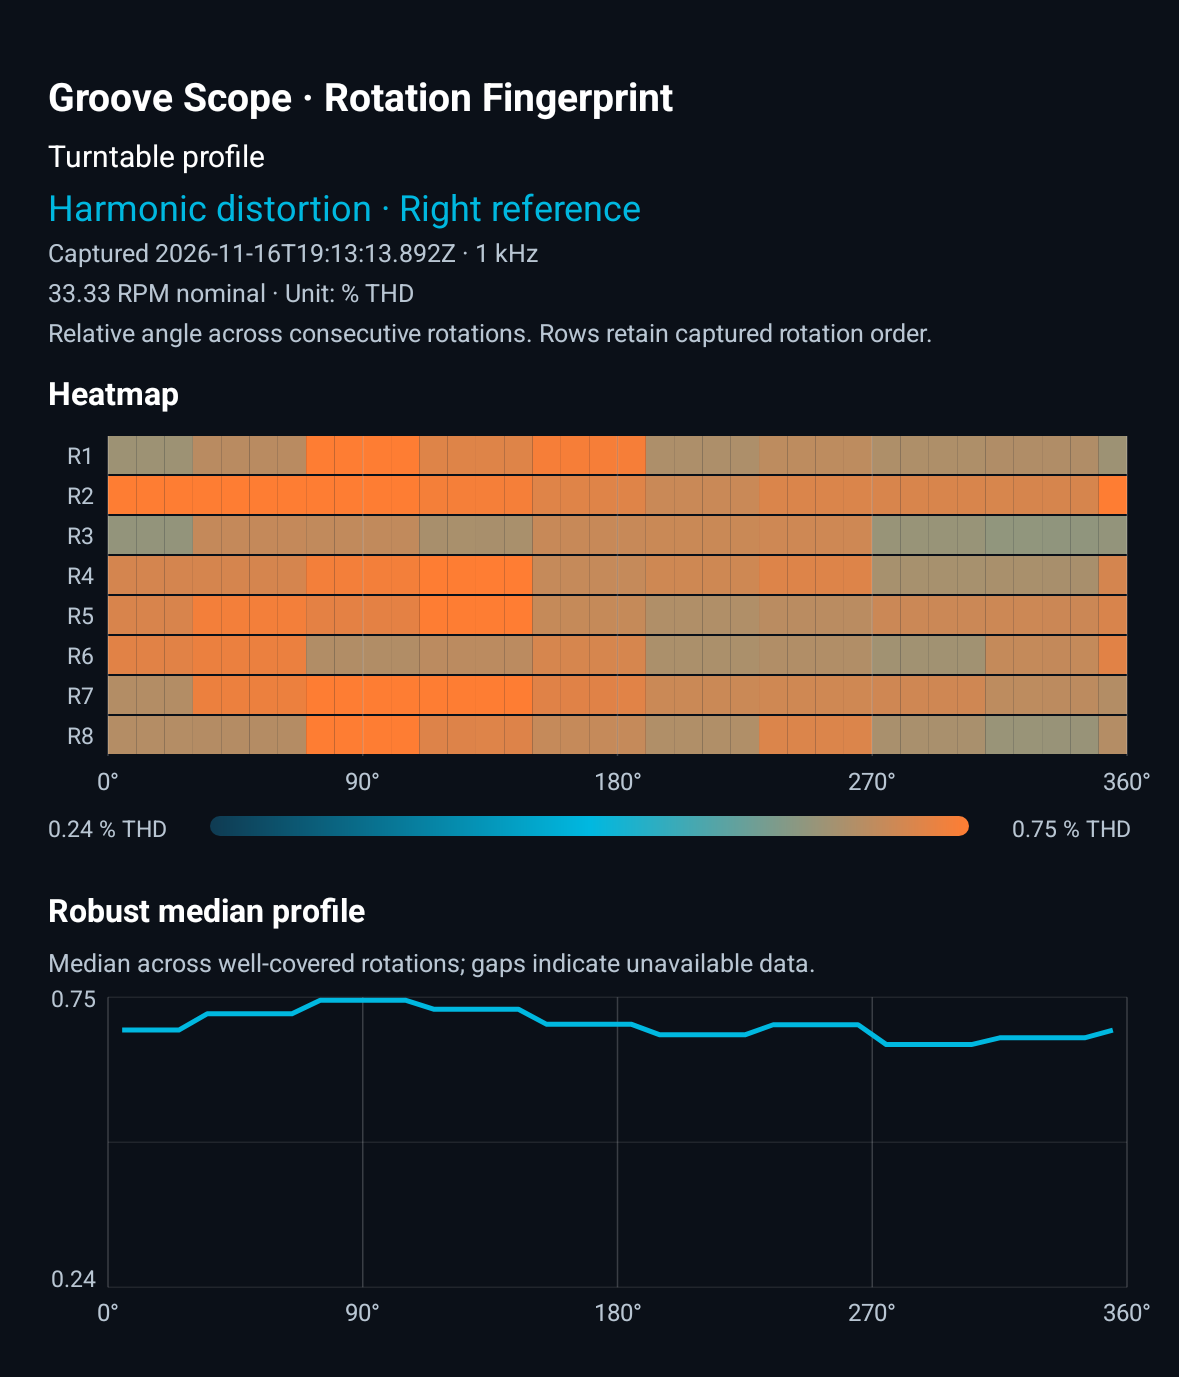 Groove Scope · Rotation Fingerprint
Turntable profile
Harmonic distortion · Right reference
Captured 2026-11-16T19:13:13.892Z · 1 kHz
33.33 RPM nominal · Unit: % THD
Relative angle across consecutive rotations. Rows retain captured rotation order.
Heatmap
R1
R2
R3
R4
R5
R6
R7
R8
0° 90° 180° 270° 360°
0.24 % THD 0.75 % THD
Robust median profile
Median across well-covered rotations; gaps indicate unavailable data.
0.75
0.24
0° 90° 180° 270° 360°